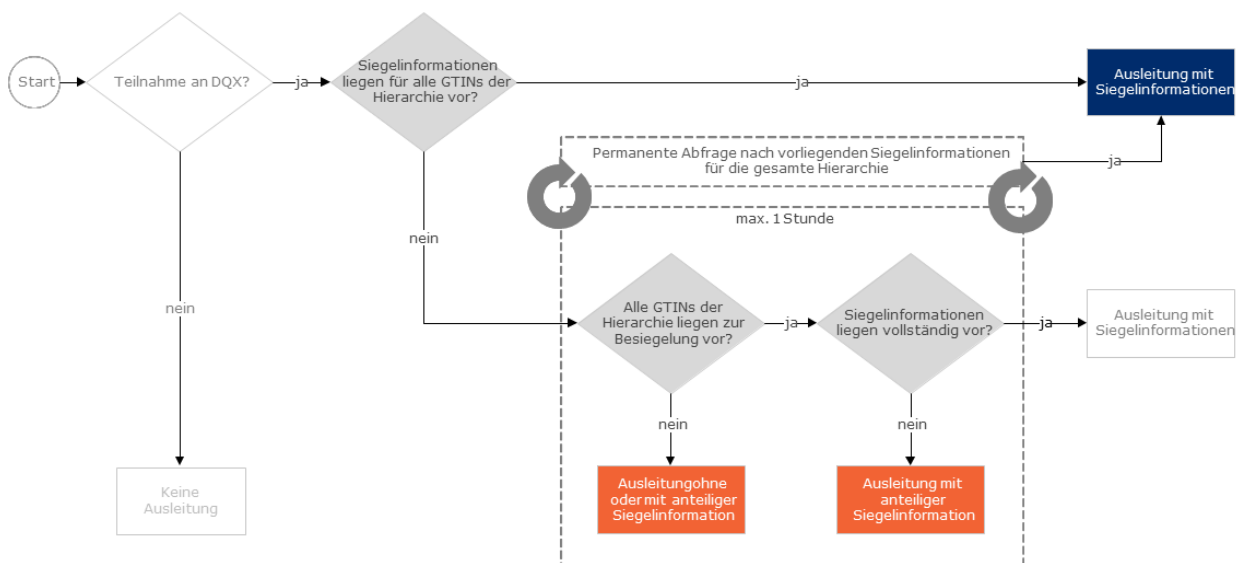 Start
Teilnahme an DQX?
ja
Siegelinformationen
liegen für alle GTINs der
Hierarchie vor?
ja
Ausleitung mit
Siegelinformationen
Permanente Abfrage nach vorliegenden Siegelinformationen
für die gesamte Hierarchie
ja
max. 1 Stunde
nein
nein
Alle GTINs der
Hierarchie liegen zur
Besiegelung vor?
ja
Siegelinformationen
liegen vollständig vor?
ja
Ausleitung mit
Siegelinformationen
nein
nein
Keine
Ausleitung
Ausleitungohne
oder mit anteiliger
Siegelinformation
Ausleitung mit
anteiliger
Siegelinformation